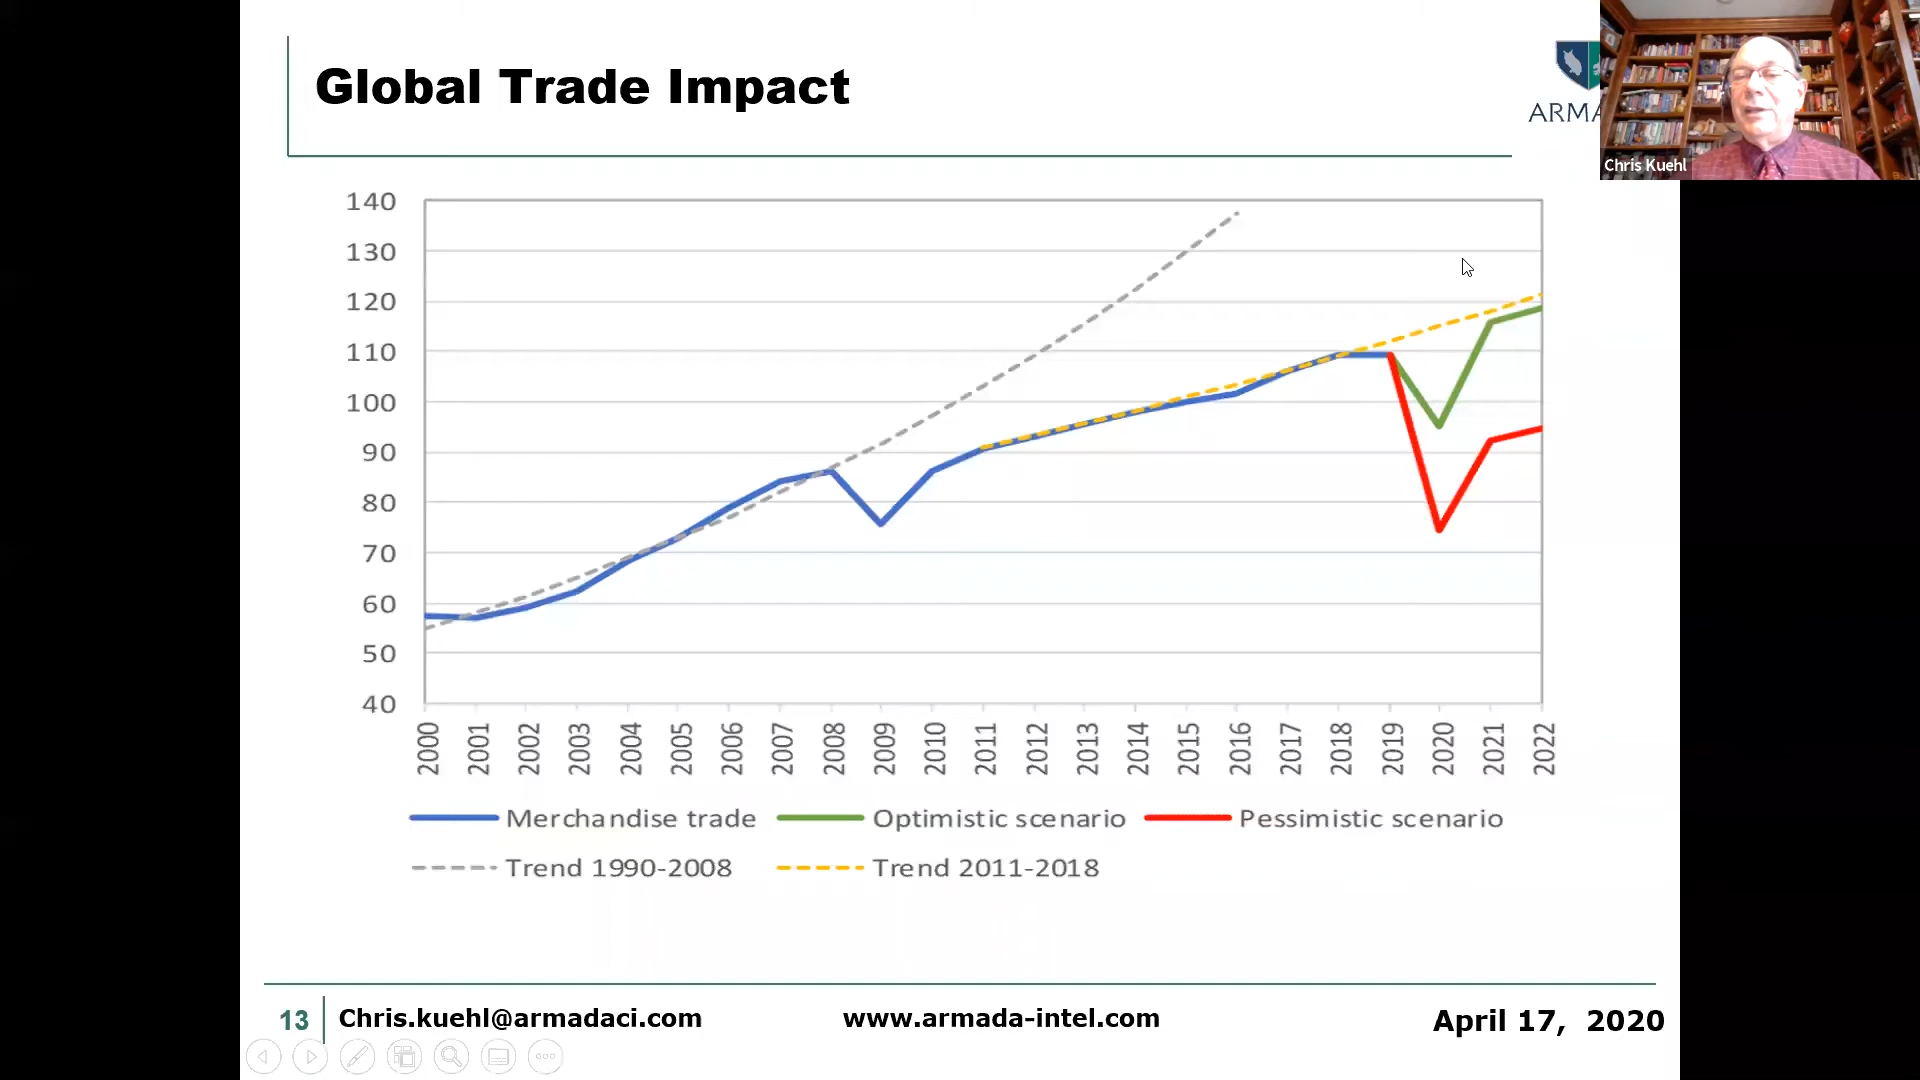 Global Trade Impact
ARMA
Chris Kuehl
140
130
120
110
100
90
80
70
60
50
40
2000 2001 2002 2003 2004 2005 2006 2007 2008 2009 2010 2011 2012 2013 2014 2015 2016 2017 2018 2019 2020 2021 2022
Merchandise trade Optimistic scenario Pessimistic scenario
Trend 1990-2008 Trend 2011-2018
13 Chris.kuehl@armadaci.com www.armada-intel.com April 17, 2020